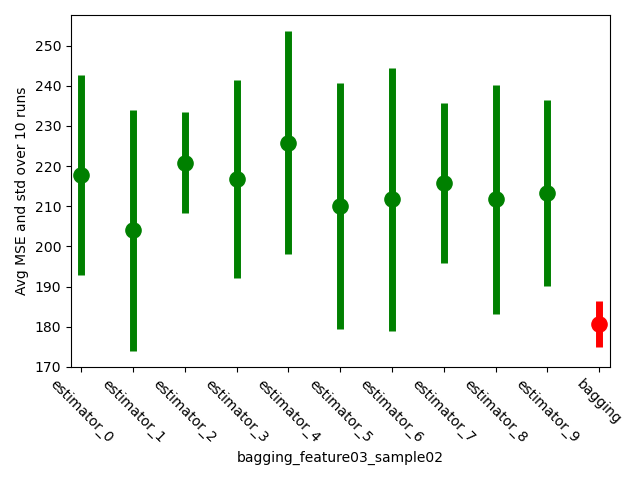 Avg MSE and std over 10 runs
250
240
230
220
210
200
190
180
170
estimator_0
estimator_1
estimator_2
estimator_3
estimator_4
estimator_5
estimator_6
estimator_7
estimator_8
estimator_9
bagging
bagging_feature03_sample02